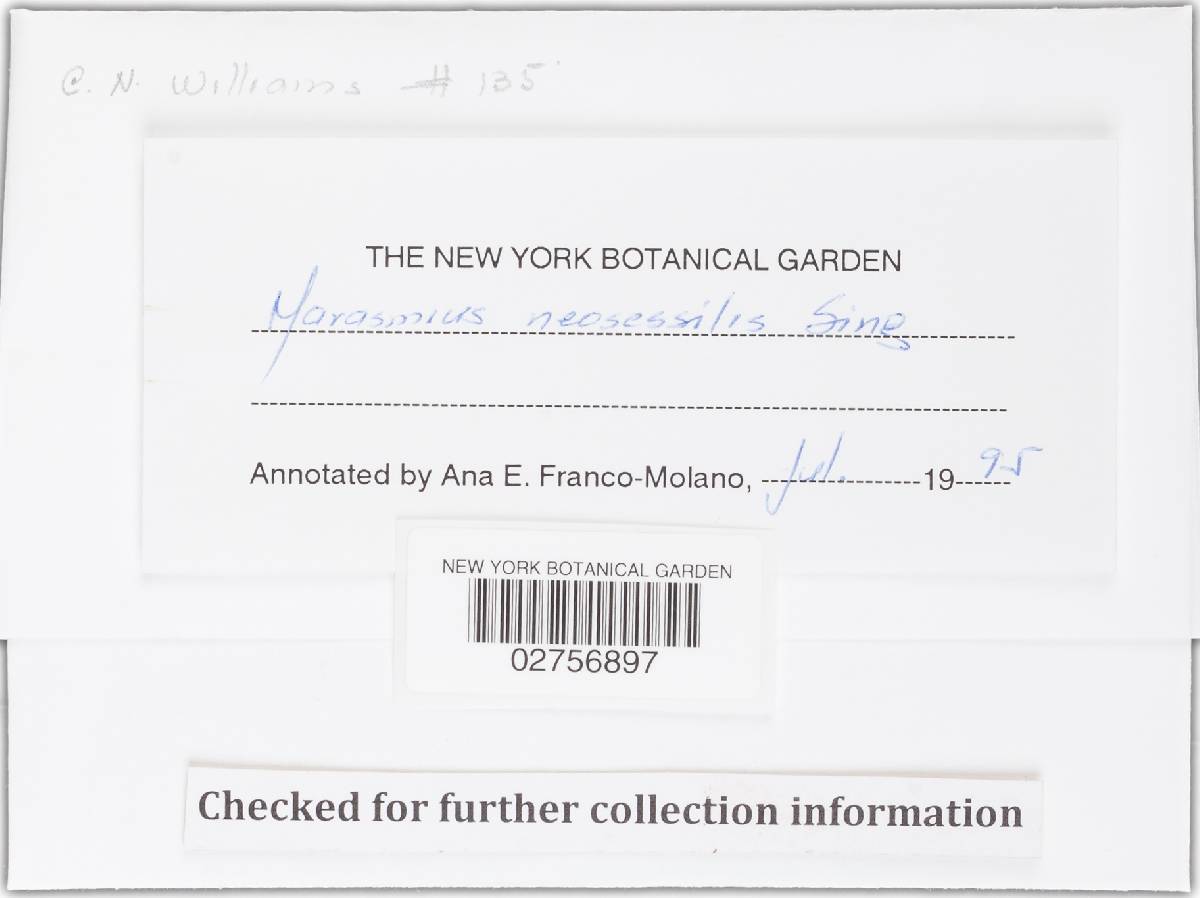 C. N. Williams # 135
THE NEW YORK BOTANICAL GARDEN
Marasmius neosessilis Sing
Annotated by Ana E. Franco-Molano, Jul. 1995
NEW YORK BOTANICAL GARDEN
02756897
Checked for further collection information